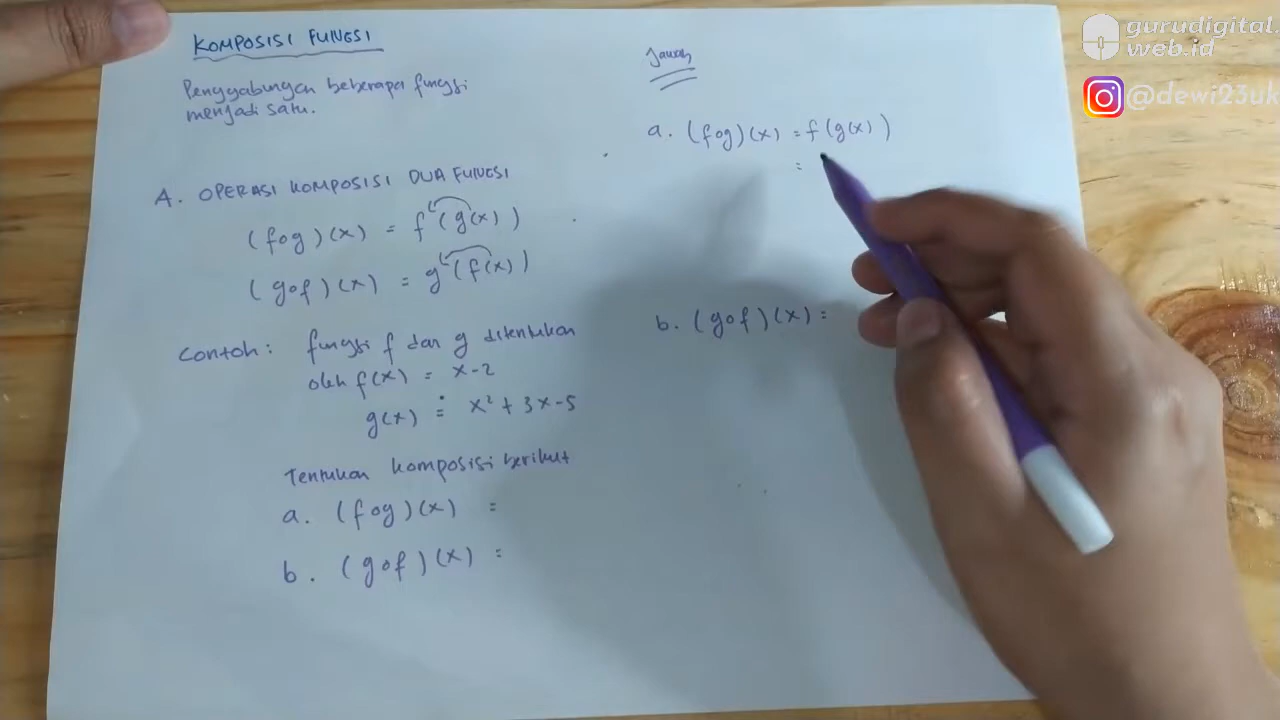 KOMPOSISI FUNGSI
Penggabungan beberapa fungsi
menjadi satu.
A. OPERASI KOMPOSISI DUA FUNGSI
(fog)(x) = f(g(x))
(gof)(x) = g(f(x))
Contoh: fungsi f dan g ditentukan
oleh f(x) = x-2
g(x) = x²+3x-5
Tentukan komposisi berikut
a. (fog)(x) =
b. (gof)(x) =
Jawab
a. (fog)(x) = f(g(x))
=
b. (gof)(x) =
gurudigital.
web.id
@dewi23uk